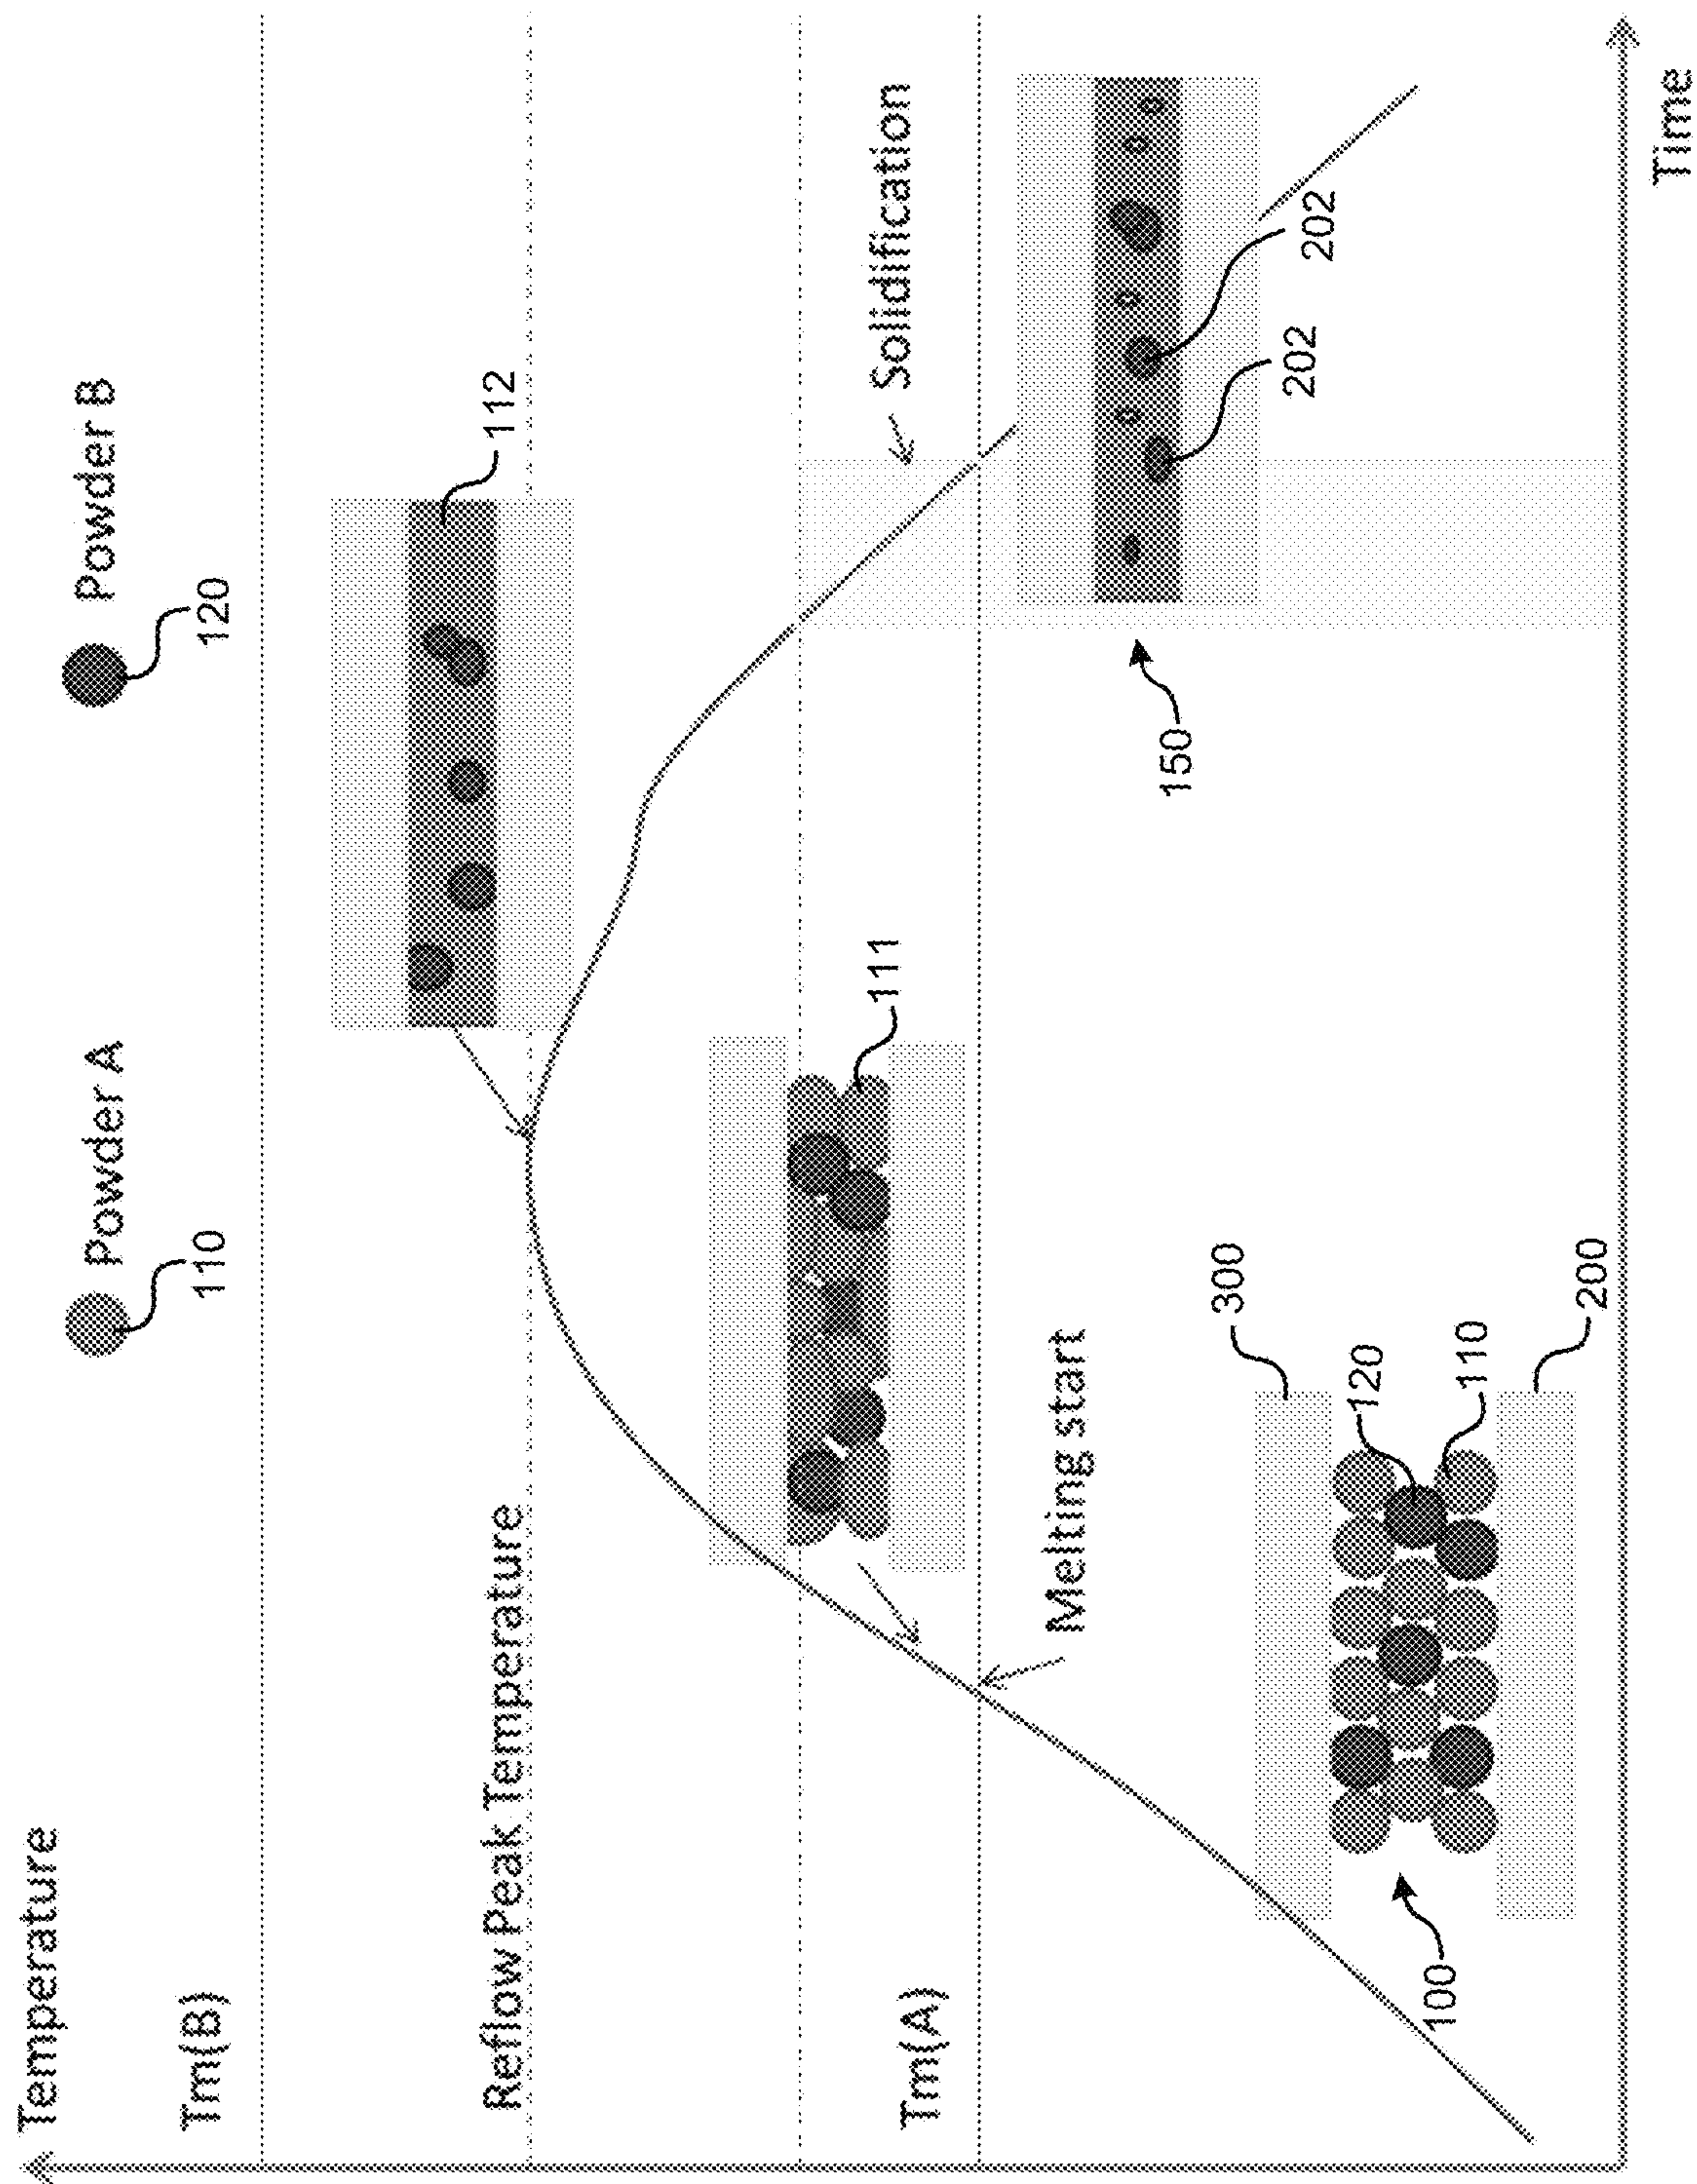 Temperature
Powder A
Powder B
110
120
Tm(B)
112
Reflow Peak Temperature
111
Solidification
Tm(A)
Melting start
150
202
202
300
120
110
100
200
Time